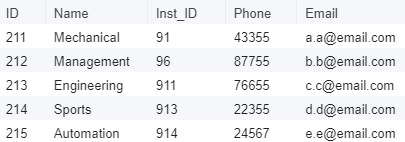 ID Name Inst_ID Phone Email
211 Mechanical 91 43355 a.a@email.com
212 Management 96 87755 b.b@email.com
213 Engineering 911 76655 c.c@email.com
214 Sports 913 22355 d.d@email.com
215 Automation 914 24567 e.e@email.com